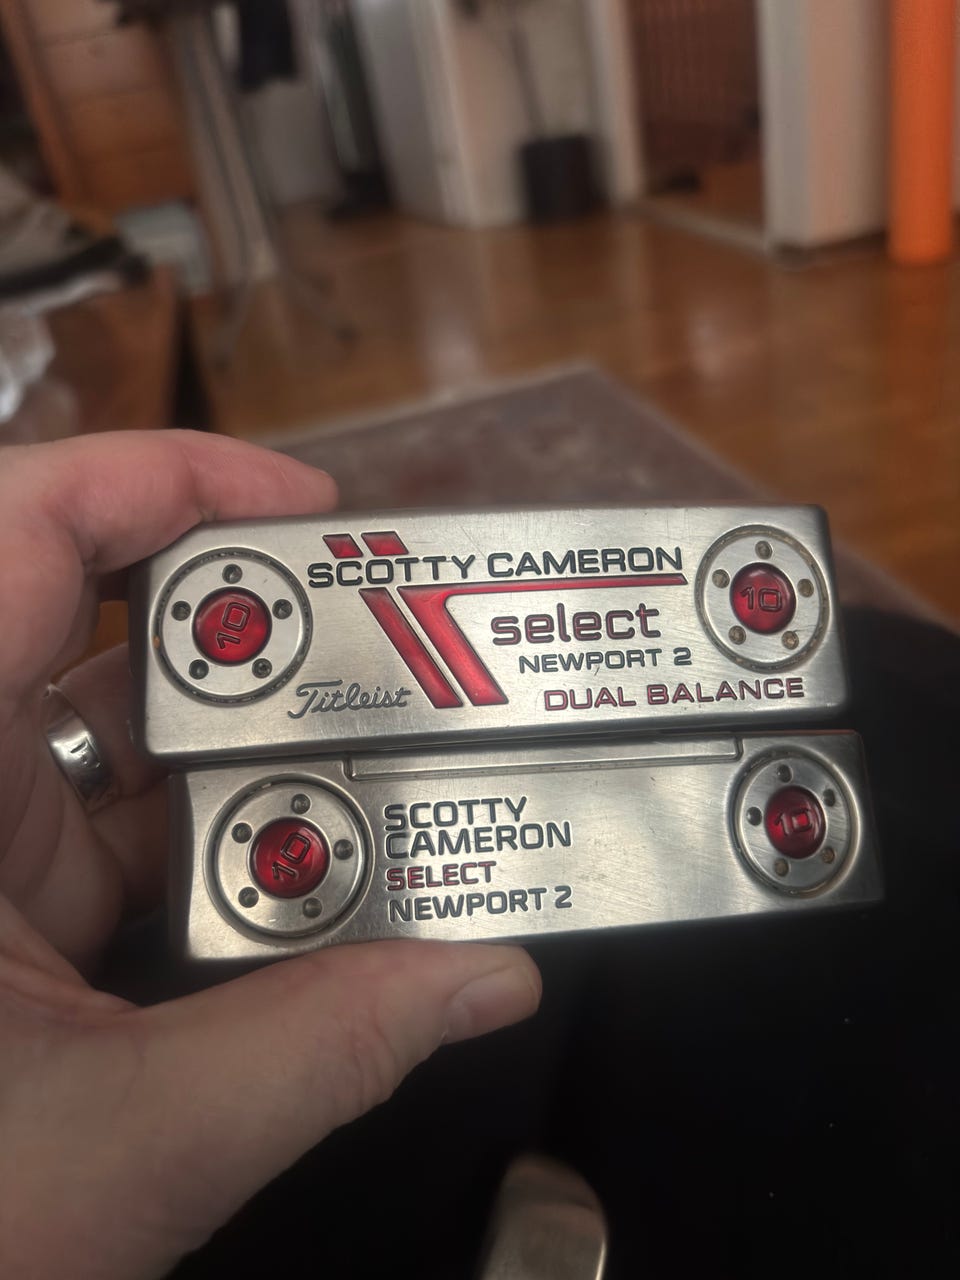 SCOTTY CAMERON
select
NEWPORT 2
Titleist
DUAL BALANCE
10
10
SCOTTY
CAMERON
SELECT
NEWPORT 2
10
10